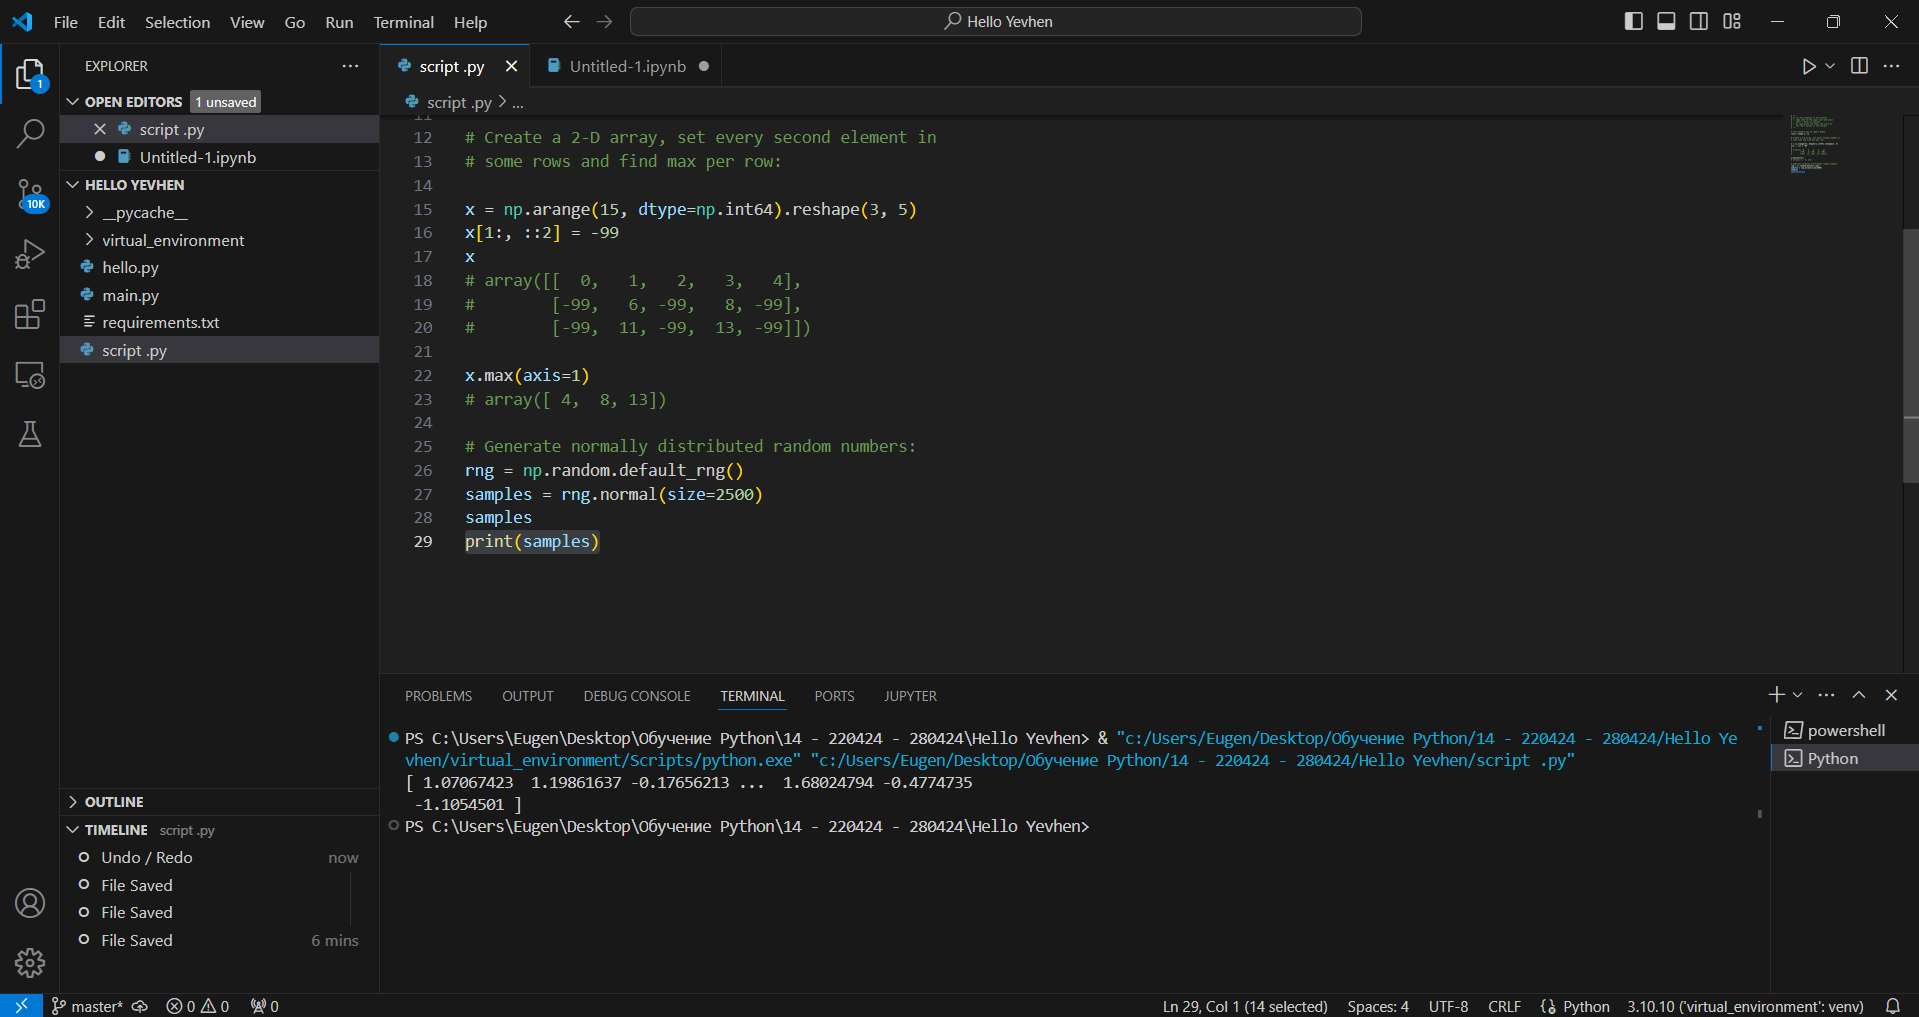 File Edit Selection View Go Run Terminal Help
Hello Yevhen
EXPLORER
OPEN EDITORS 1 unsaved
script .py
Untitled-1.ipynb
HELLO YEVHEN
__pycache__
virtual_environment
hello.py
main.py
requirements.txt
script .py
OUTLINE
TIMELINE script .py
Undo / Redo now
File Saved
File Saved
File Saved 6 mins
1
10K
script .py
Untitled-1.ipynb
script .py > ...
11
12 # Create a 2-D array, set every second element in
13 # some rows and find max per row:
14
15 x = np.arange(15, dtype=np.int64).reshape(3, 5)
16 x[1:, ::2] = -99
17 x
18 # array([[  0,   1,   2,   3,   4],
19 #        [-99,   6, -99,   8, -99],
20 #        [-99,  11, -99,  13, -99]])
21
22 x.max(axis=1)
23 # array([ 4,  8, 13])
24
25 # Generate normally distributed random numbers:
26 rng = np.random.default_rng()
27 samples = rng.normal(size=2500)
28 samples
29 print(samples)
PROBLEMS OUTPUT DEBUG CONSOLE TERMINAL PORTS JUPYTER
PS C:\Users\Eugen\Desktop\Обучение Python\14 - 220424 - 280424\Hello Yevhen> & "c:/Users/Eugen/Desktop/Обучение Python/14 - 220424 - 280424/Hello Ye
vhen/virtual_environment/Scripts/python.exe" "c:/Users/Eugen/Desktop/Обучение Python/14 - 220424 - 280424/Hello Yevhen/script .py"
[ 1.07067423  1.19861637 -0.17656213 ...  1.68024794 -0.4774735
 -1.1054501 ]
PS C:\Users\Eugen\Desktop\Обучение Python\14 - 220424 - 280424\Hello Yevhen>
powershell
Python
master* 0 0 0
Ln 29, Col 1 (14 selected) Spaces: 4 UTF-8 CRLF {} Python 3.10.10 ('virtual_environment': venv)